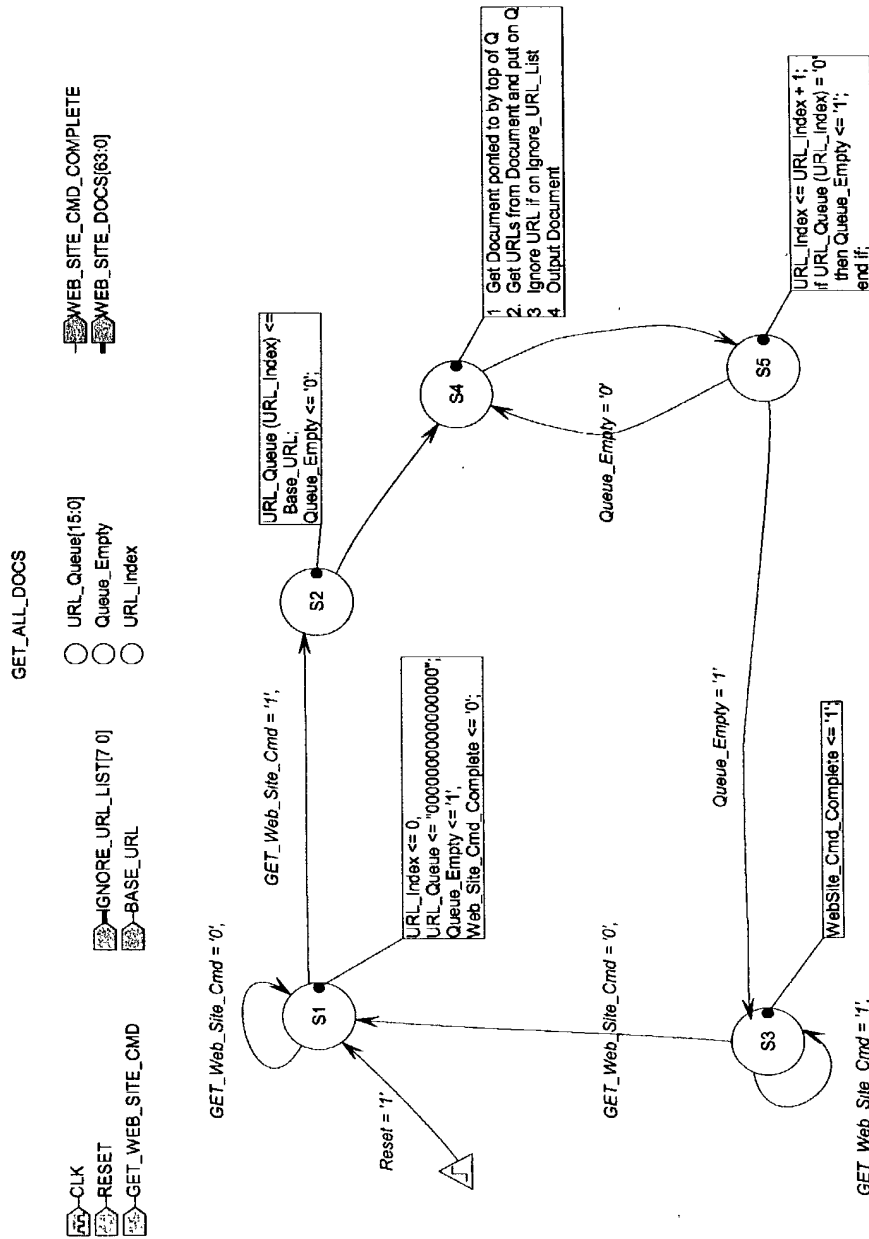 GET_ALL_DOCS
CLK
RESET
GET_WEB_SITE_CMD
IGNORE_URL_LIST[7 0]
BASE_URL
URL_Queue[15:0]
Queue_Empty
URL_Index
WEB_SITE_CMD_COMPLETE
WEB_SITE_DOCS[63:0]
GET_Web_Site_Cmd = '0',
S1
Reset = '1'
URL_Index <= 0,
URL_Queue <= "0000000000000000";
Queue_Empty <= '1',
Web_Site_Cmd_Complete <= '0';
GET_Web_Site_Cmd = '1',
S2
URL_Queue (URL_Index) <=
Base_URL;
Queue_Empty <= '0';
S4
1 Get Document ponted to by top of Q
2. Get URLs from Document and put on Q
3 Ignore URL if on Ignore_URL_List
4 Output Document
Queue_Empty = '0'
S5
URL_Index <= URL_Index + 1;
if URL_Queue (URL_Index) = '0'
then Queue_Empty <= '1';
end if;
Queue_Empty = '1'
GET_Web_Site_Cmd = '0',
S3
WebSite_Cmd_Complete <= '1';
GET_Web_Site_Cmd = '1',